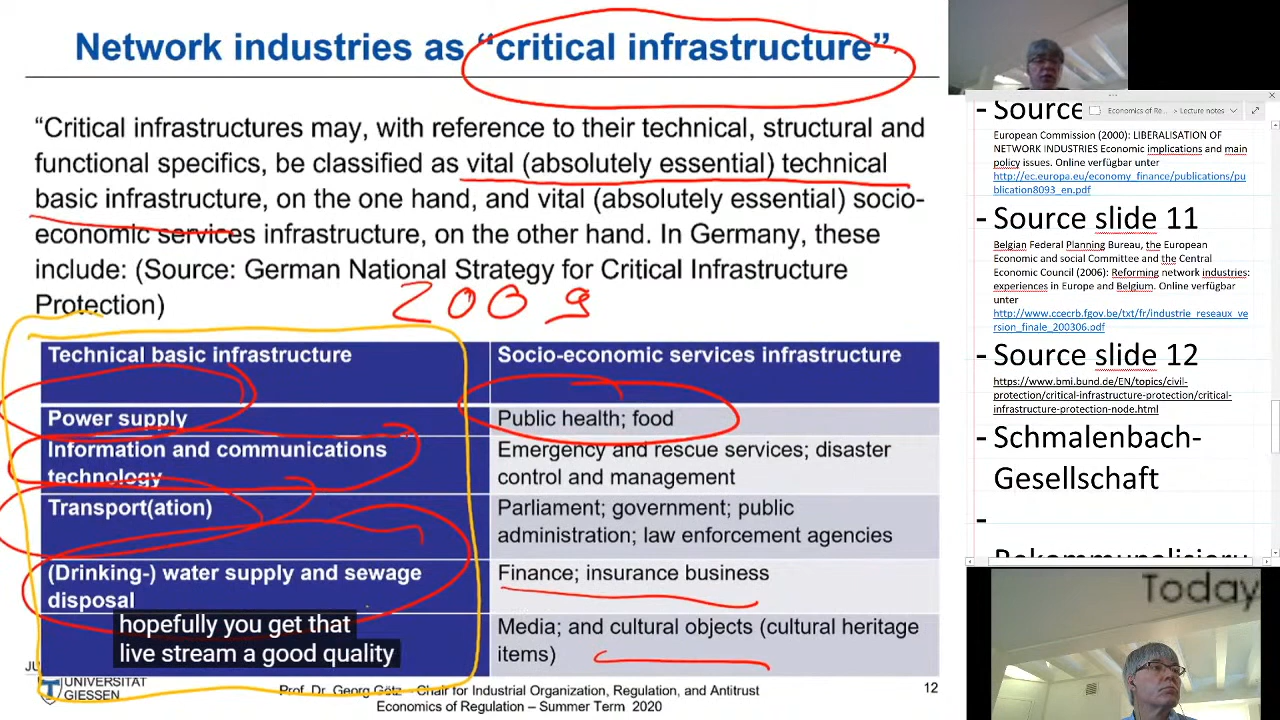 Network industries as “critical infrastructure”
“Critical infrastructures may, with reference to their technical, structural and
functional specifics, be classified as vital (absolutely essential) technical
basic infrastructure, on the one hand, and vital (absolutely essential) socio-
economic services infrastructure, on the other hand. In Germany, these
include: (Source: German National Strategy for Critical Infrastructure
Protection)
2009
Technical basic infrastructure
Socio-economic services infrastructure
Power supply
Public health; food
Information and communications
technology
Emergency and rescue services; disaster
control and management
Transport(ation)
Parliament; government; public
administration; law enforcement agencies
(Drinking-) water supply and sewage
disposal
Finance; insurance business
Media; and cultural objects (cultural heritage
items)
hopefully you get that
live stream a good quality
UNIVERSITÄT
GIESSEN
Prof. Dr. Georg Götz – Chair for Industrial Organization, Regulation, and Antitrust
Economics of Regulation – Summer Term 2020
12
Economics of Re... > Lecture notes
- Source
European Commission (2000): LIBERALISATION OF
NETWORK INDUSTRIES Economic implications and main
policy issues. Online verfügbar unter
http://ec.europa.eu/economy_finance/publications/pu
blication8093_en.pdf
- Source slide 11
Belgian Federal Planning Bureau, the European
Economic and social Committee and the Central
Economic Council (2006): Reforming network industries:
experiences in Europe and Belgium. Online verfügbar
unter
http://www.ccecrb.fgov.be/txt/fr/industrie_reseaux_ve
rsion_finale_200306.pdf
- Source slide 12
https://www.bmi.bund.de/EN/topics/civil-
protection/critical-infrastructure-protection/critical-
infrastructure-protection-node.html
- Schmalenbach-
Gesellschaft
-
Today